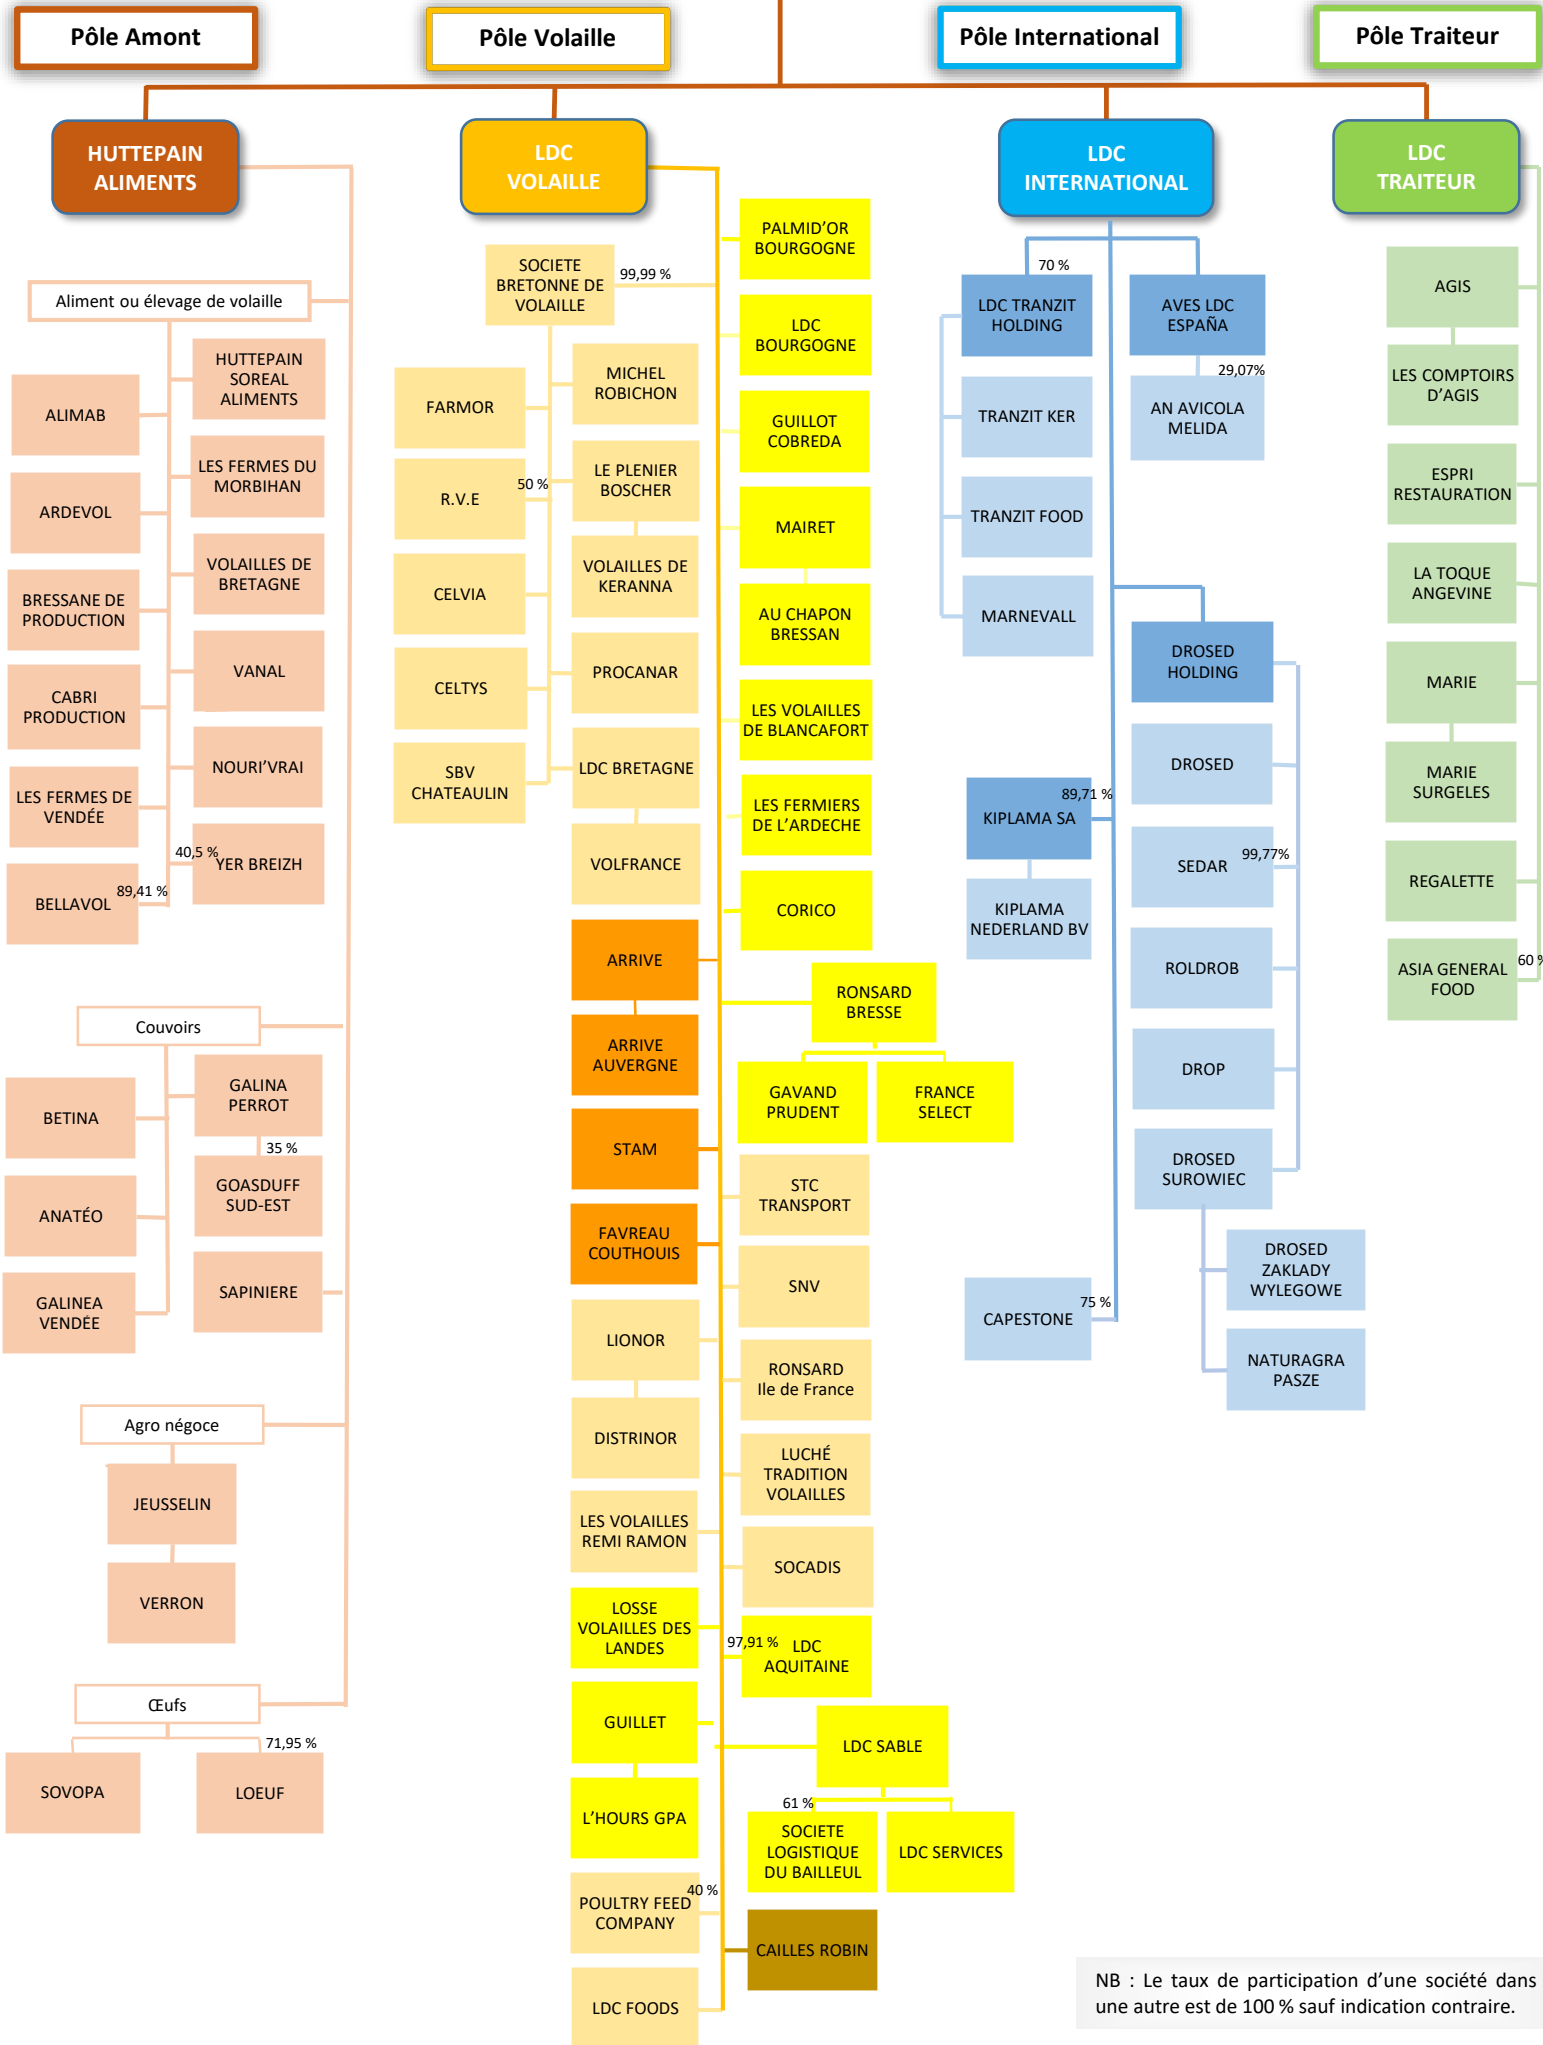 Pôle Amont
Pôle Volaille
Pôle International
Pôle Traiteur
HUTTEPAIN
ALIMENTS
Aliment ou élevage de volaille
HUTTEPAIN
SOREAL
ALIMENTS
ALIMAB
LES FERMES DU
MORBIHAN
ARDEVOL
VOLAILLES DE
BRETAGNE
BRESSANE DE
PRODUCTION
VANAL
CABRI
PRODUCTION
NOURI’VRAI
LES FERMES DE
VENDÉE
40,5 %
YER BREIZH
BELLAVOL
89,41 %
Couvoirs
GALINA
PERROT
BETINA
35 %
GOASDUFF
SUD-EST
ANATÉO
SAPINIERE
GALINEA
VENDÉE
Agro négoce
JEUSSELIN
VERRON
Œufs
71,95 %
SOVOPA
LOEUF
LDC
VOLAILLE
SOCIETE
BRETONNE DE
VOLAILLE
99,99 %
FARMOR
MICHEL
ROBICHON
R.V.E
50 %
LE PLENIER
BOSCHER
CELVIA
VOLAILLES DE
KERANNA
CELTYS
PROCANAR
SBV
CHATEAULIN
LDC BRETAGNE
VOLFRANCE
ARRIVE
ARRIVE
AUVERGNE
STAM
FAVREAU
COUTHOUIS
LIONOR
DISTRINOR
LES VOLAILLES
REMI RAMON
LOSSE
VOLAILLES DES
LANDES
GUILLET
L’HOURS GPA
POULTRY FEED
COMPANY
40 %
LDC FOODS
PALMID’OR
BOURGOGNE
LDC
BOURGOGNE
GUILLOT
COBREDA
MAIRET
AU CHAPON
BRESSAN
LES VOLAILLES
DE BLANCAFORT
LES FERMIERS
DE L’ARDECHE
CORICO
RONSARD
BRESSE
GAVAND
PRUDENT
FRANCE
SELECT
STC
TRANSPORT
SNV
RONSARD
Ile de France
LUCHÉ
TRADITION
VOLAILLES
SOCADIS
97,91 %
LDC
AQUITAINE
LDC SABLE
61 %
SOCIETE
LOGISTIQUE
DU BAILLEUL
LDC SERVICES
CAILLES ROBIN
LDC
INTERNATIONAL
70 %
LDC TRANZIT
HOLDING
AVES LDC
ESPAÑA
29,07%
TRANZIT KER
AN AVICOLA
MELIDA
TRANZIT FOOD
MARNEVALL
DROSED
HOLDING
DROSED
89,71 %
KIPLAMA SA
SEDAR
99,77%
KIPLAMA
NEDERLAND BV
ROLDROB
DROP
DROSED
SUROWIEC
DROSED
ZAKLADY
WYLEGOWE
CAPESTONE
75 %
NATURAGRA
PASZE
LDC
TRAITEUR
AGIS
LES COMPTOIRS
D’AGIS
ESPRI
RESTAURATION
LA TOQUE
ANGEVINE
MARIE
MARIE
SURGELES
REGALETTE
ASIA GENERAL
FOOD
60 %
NB : Le taux de participation d’une société dans
une autre est de 100 % sauf indication contraire.